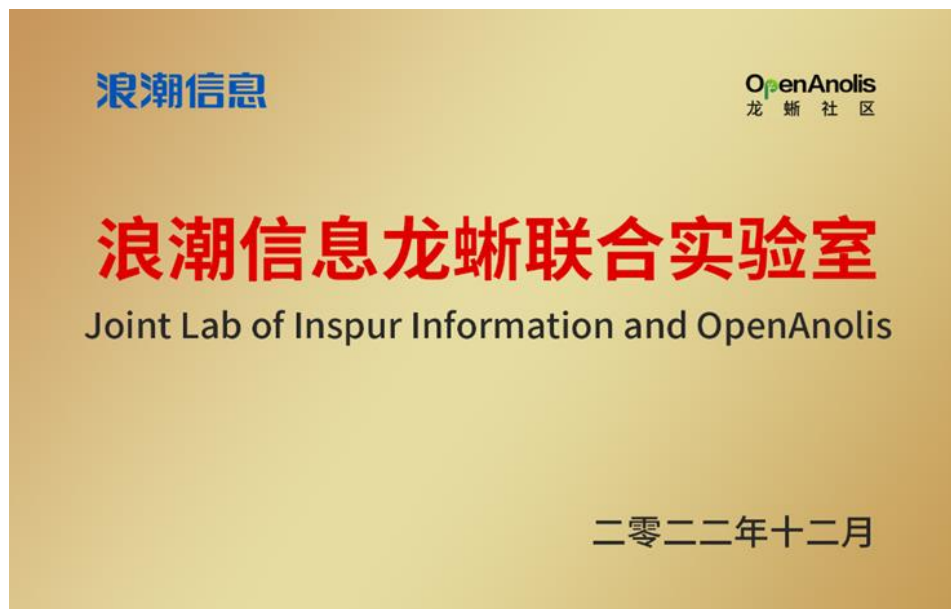 浪潮信息
OpenAnolis
龙蜥社区
浪潮信息龙蜥联合实验室
Joint Lab of Inspur Information and OpenAnolis
二零二二年十二月